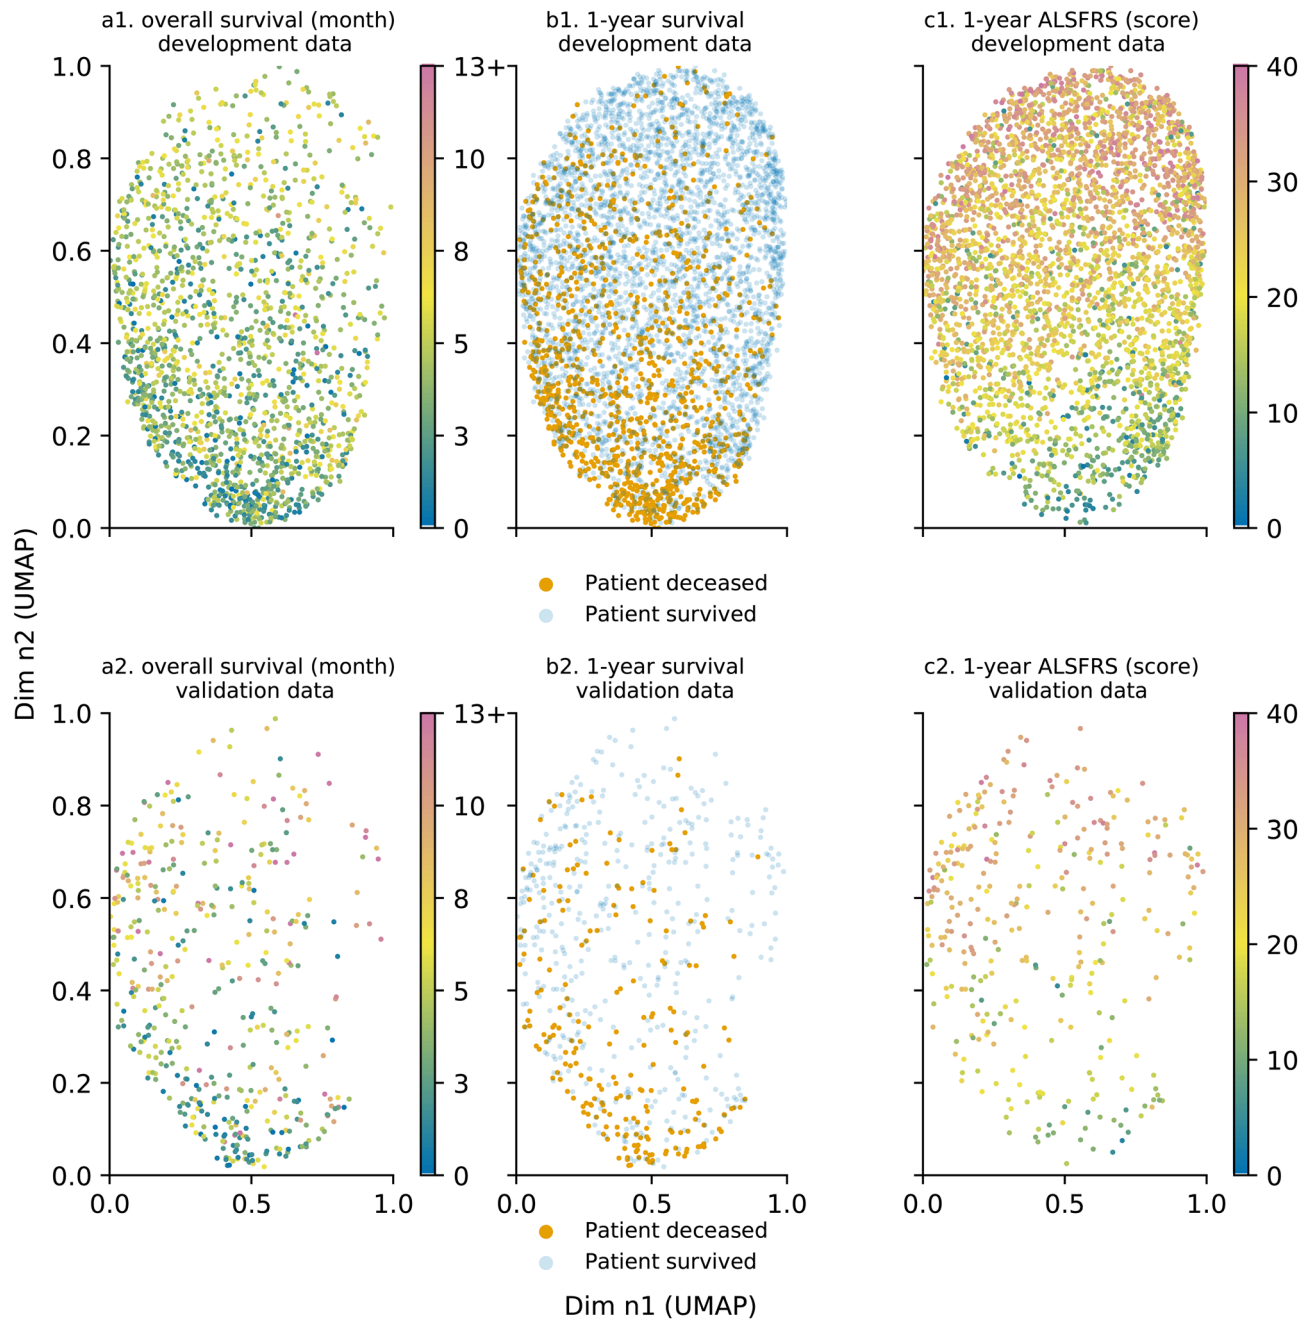 a1. overall survival (month)
development data
b1. 1-year survival
development data
c1. 1-year ALSFRS (score)
development data
1.0
0.8
0.6
0.4
0.2
0.0
13+
10
8
5
3
0
40
30
20
10
0
Patient deceased
Patient survived
Dim n2 (UMAP)
a2. overall survival (month)
validation data
b2. 1-year survival
validation data
c2. 1-year ALSFRS (score)
validation data
1.0
0.8
0.6
0.4
0.2
0.0
13+
10
8
5
3
0
40
30
20
10
0
0.0 0.5 1.0
0.0 0.5 1.0
0.0 0.5 1.0
Patient deceased
Patient survived
Dim n1 (UMAP)